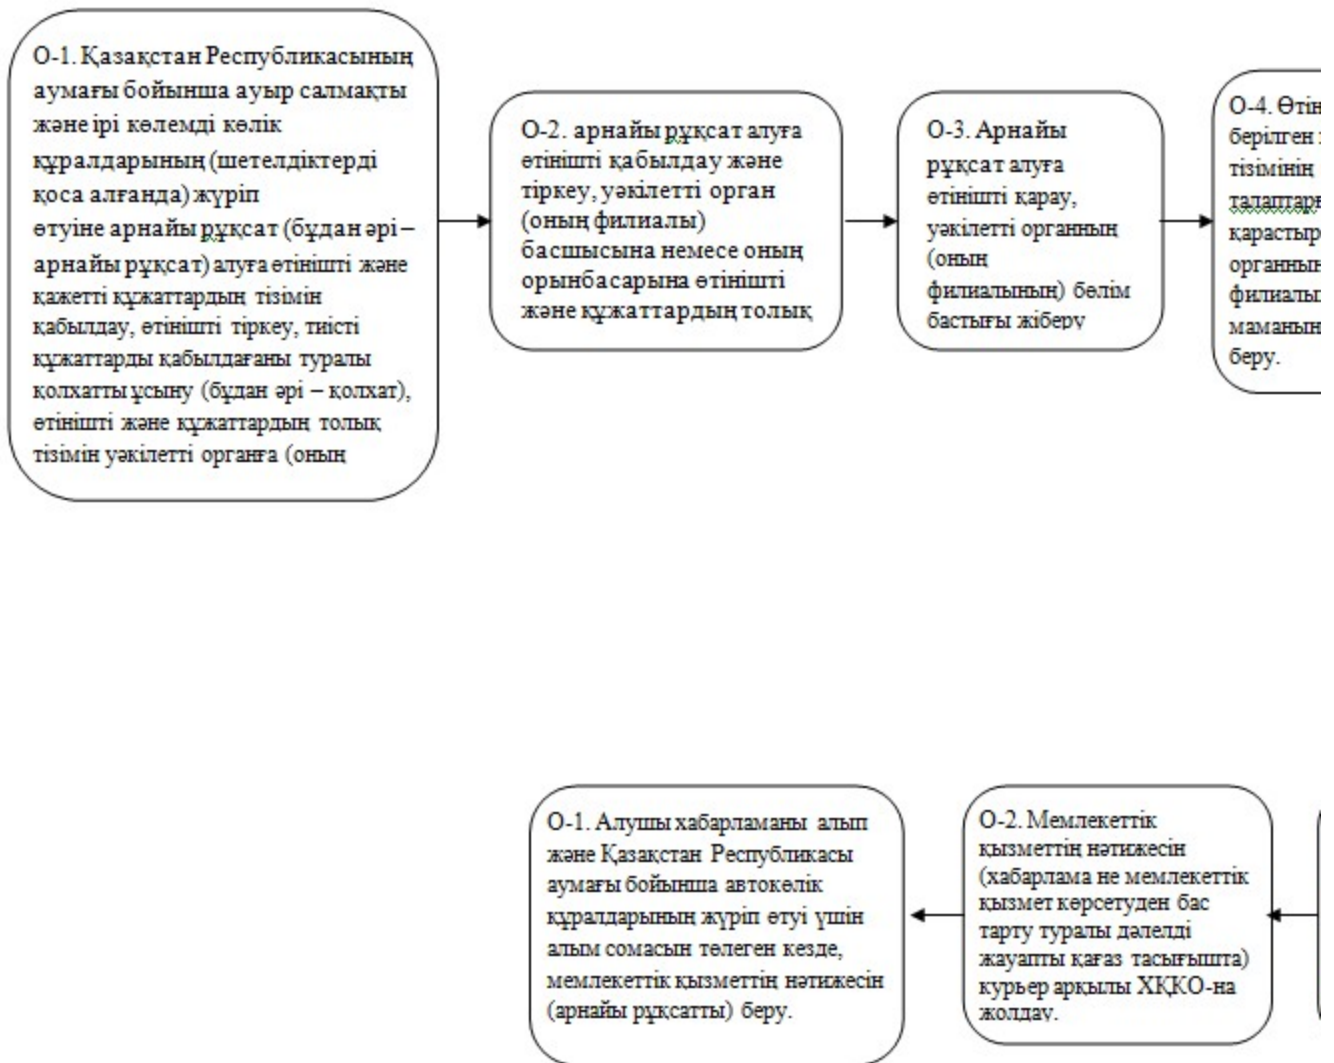 О-1. Қазақстан Республикасының
аумағы бойынша ауыр салмақты
және ірі көлемді көлік
құралдарының (шетелдіктерді
қоса алғанда) жүріп
өтуіне арнайы рұқсат (бұдан әрі –
арнайы рұқсат) алуға өтінішті және
қажетті құжаттардың тізімін
қабылдау, өтінішті тіркеу, тиісті
құжаттарды қабылдағаны туралы
қолхатты ұсыну (бұдан әрі – қолхат),
өтінішті және құжаттардың толық
тізімін уәкілетті органға (оның
О-2. арнайы рұқсат алуға
өтінішті қабылдау және
тіркеу, уәкілетті орган
(оның филиалы)
басшысына немесе оның
орынбасарына өтінішті
және құжаттардың толық
О-3. Арнайы
рұқсат алуға
өтінішті қарау,
уәкілетті органның
(оның
филиалының) бөлім
бастығы жіберу
О-4.
берілген
тізімінің
беру.
О-1. Алушы хабарламаны алып
және Қазақстан Республикасы
аумағы бойынша автокөлік
құралдарының жүріп өтуі үшін
алым сомасын төлеген кезде,
мемлекеттік қызметтің нәтижесін
(арнайы рұқсатты) беру.
О-2. Мемлекеттік
қызметтің нәтижесін
(хабарлама не мемлекеттік
қызмет көрсетуден бас
тарту туралы дәлелді
жауапты қағаз тасығышта)
курьер арқылы ХҚКО-на
жолдау.